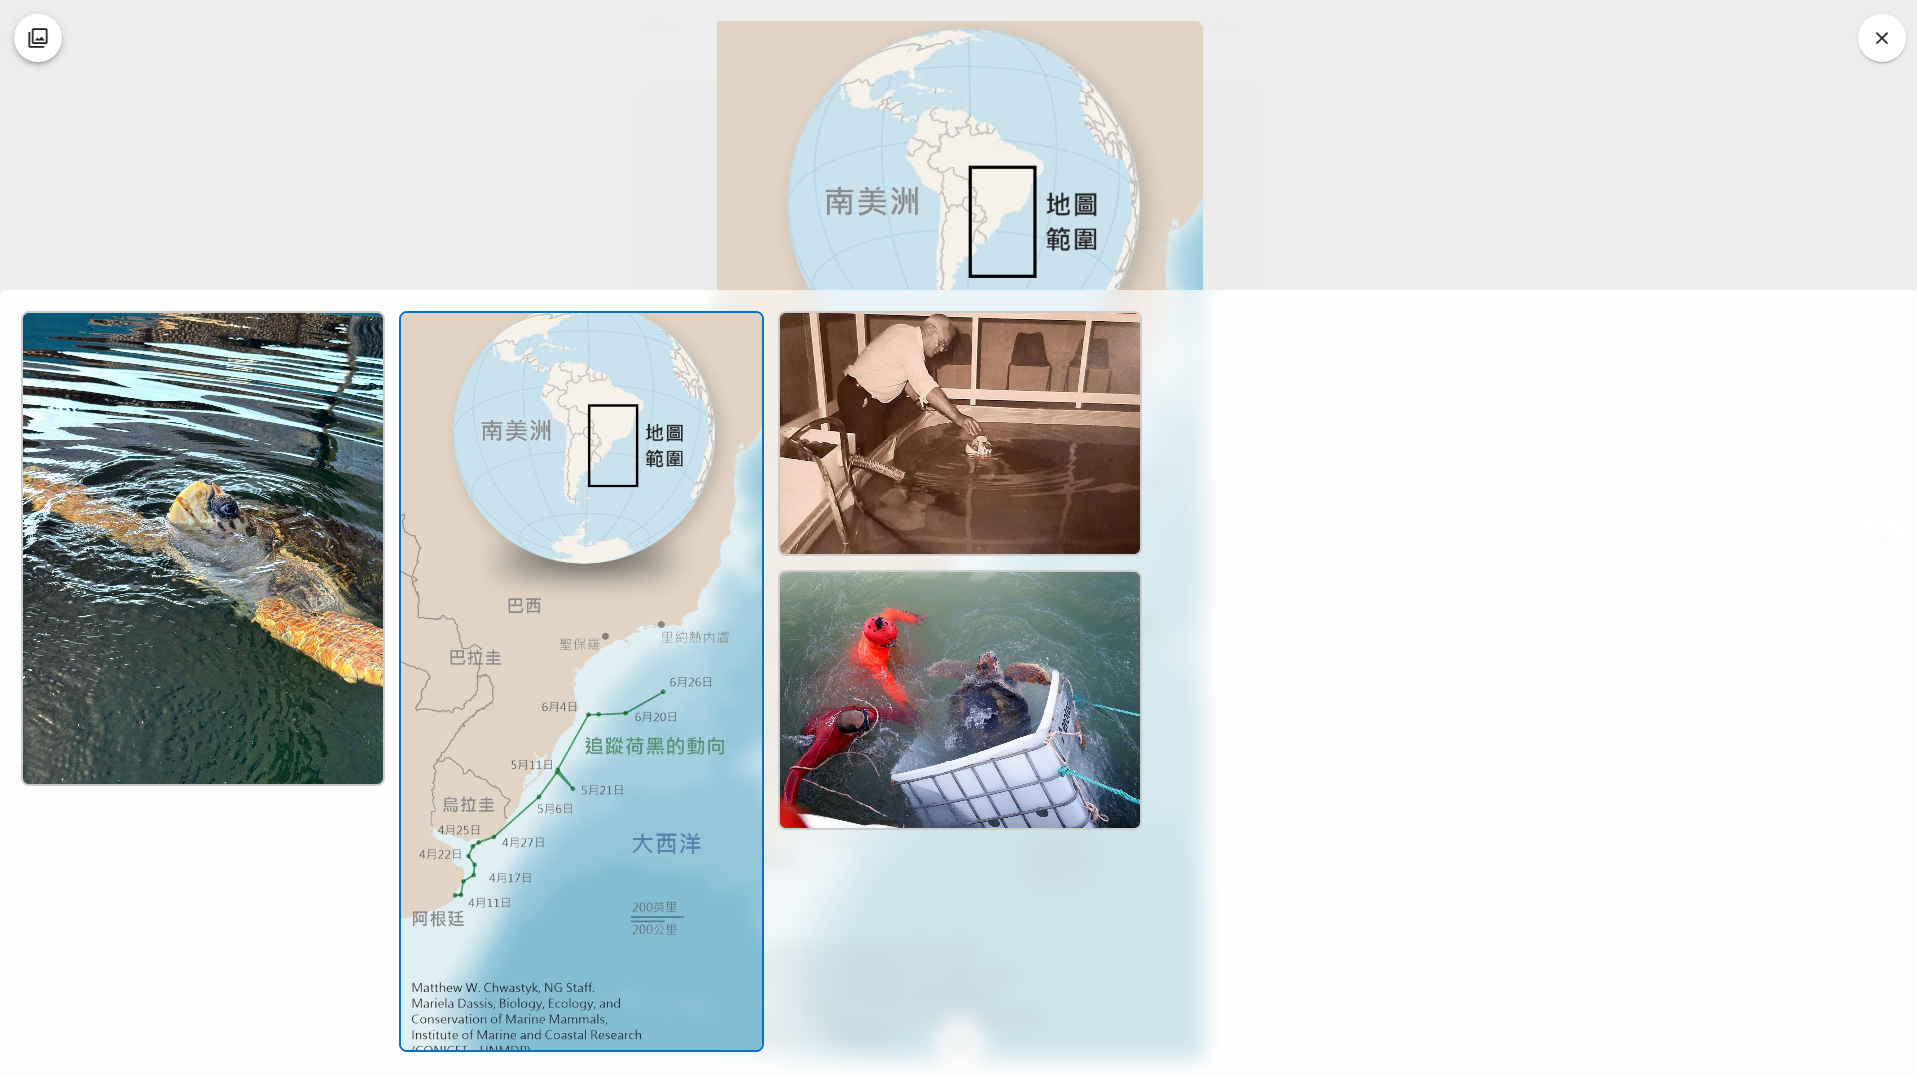 南美洲
地圖
範圍
南美洲
地圖
範圍
巴西
聖保羅
里約熱內盧
巴拉圭
6月26日
6月4日
6月20日
追蹤荷黑的動向
5月11日
5月21日
5月6日
烏拉圭
4月25日
4月27日
大西洋
4月22日
4月17日
4月11日
阿根廷
200英里
200公里
Matthew W. Chwastyk, NG Staff.
Mariela Dassis, Biology, Ecology, and
Conservation of Marine Mammals,
Institute of Marine and Coastal Research